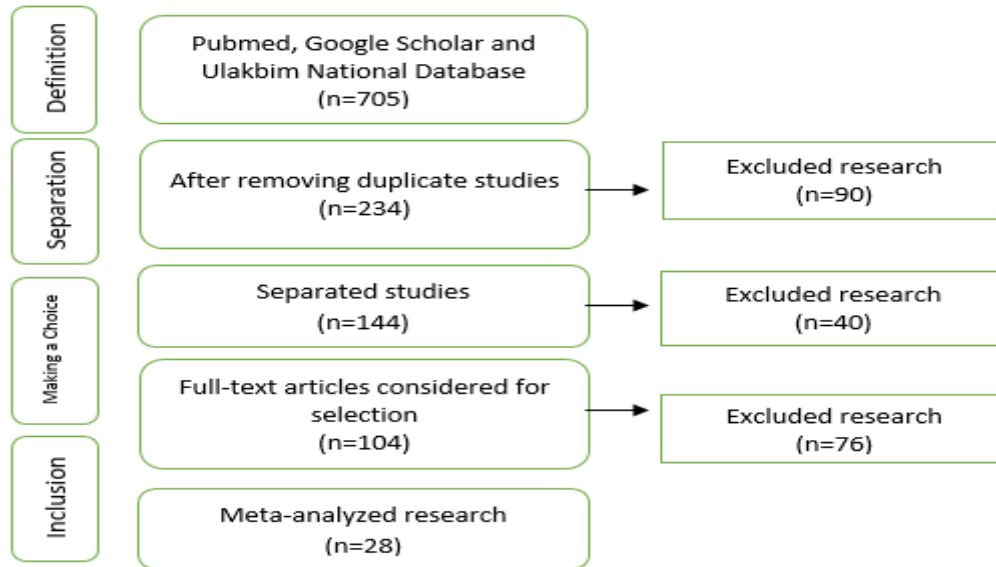 Definition
Pubmed, Google Scholar and
Ulakbim National Database
(n=705)
Separation
After removing duplicate studies
(n=234)
Excluded research
(n=90)
Making a Choice
Separated studies
(n=144)
Excluded research
(n=40)
Full-text articles considered for
selection
(n=104)
Excluded research
(n=76)
Inclusion
Meta-analyzed research
(n=28)